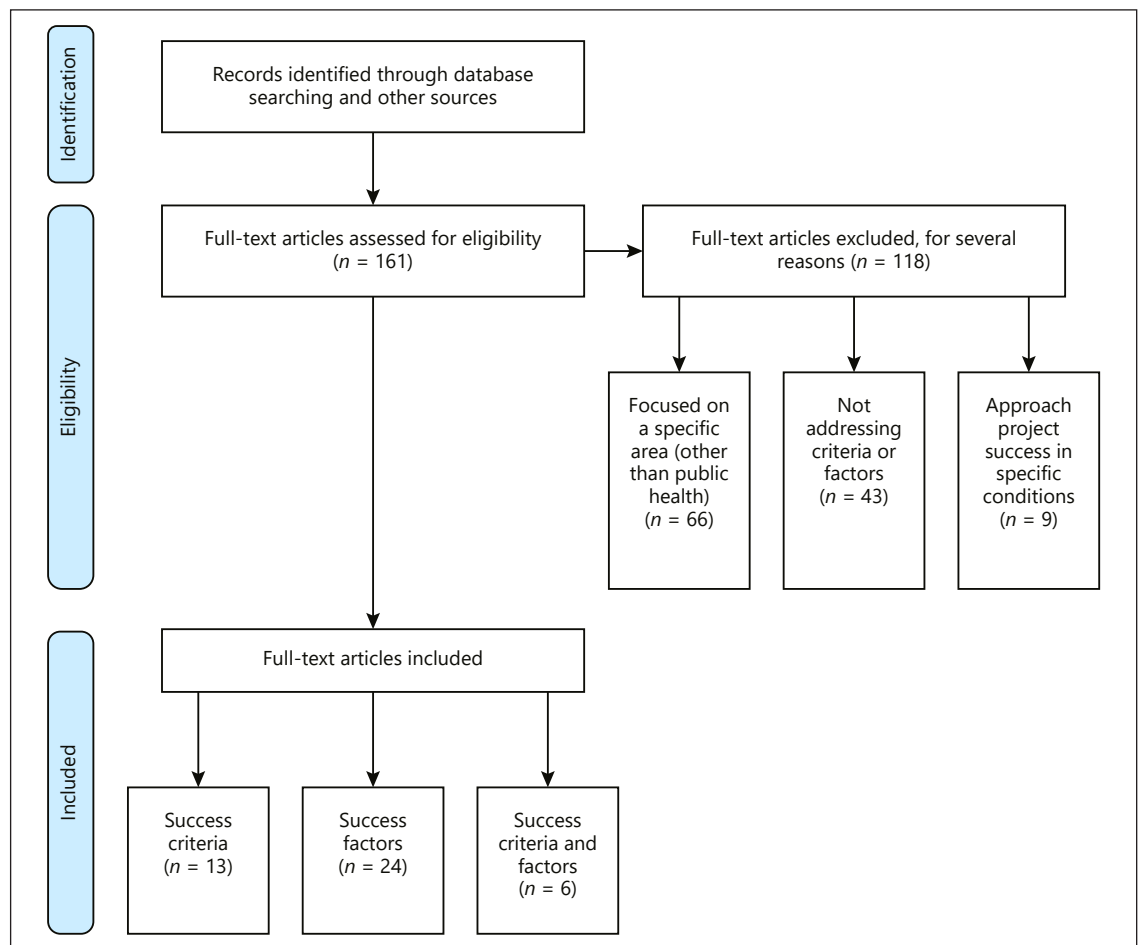 Identification
Records identified through database
searching and other sources
Eligibility
Full-text articles assessed for eligibility
(n = 161)
Full-text articles excluded, for several
reasons (n = 118)
Focused on
a specific
area (other
than public
health)
(n = 66)
Not
addressing
criteria or
factors
(n = 43)
Approach
project
success in
specific
conditions
(n = 9)
Included
Full-text articles included
Success
criteria
(n = 13)
Success
factors
(n = 24)
Success
criteria and
factors
(n = 6)